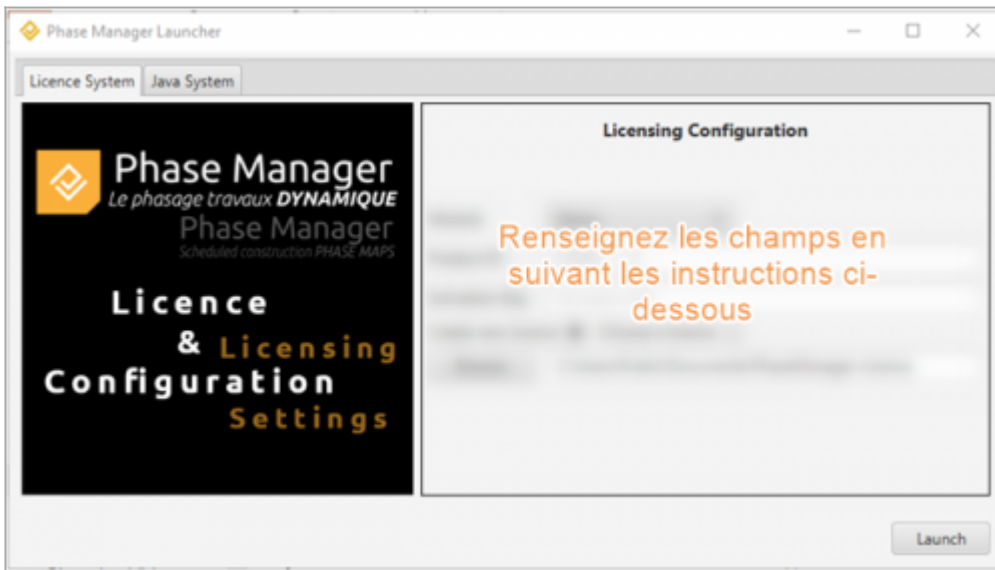 Phase Manager Launcher
Licence System
Java System
Phase Manager
Le phasage travaux DYNAMIQUE
Phase Manager
Scheduled construction PHASE MAPS
Licence
& Licensing
Configuration
Settings
Licensing Configuration
Renseignez les champs en
suivant les instructions ci-
dessous
Launch